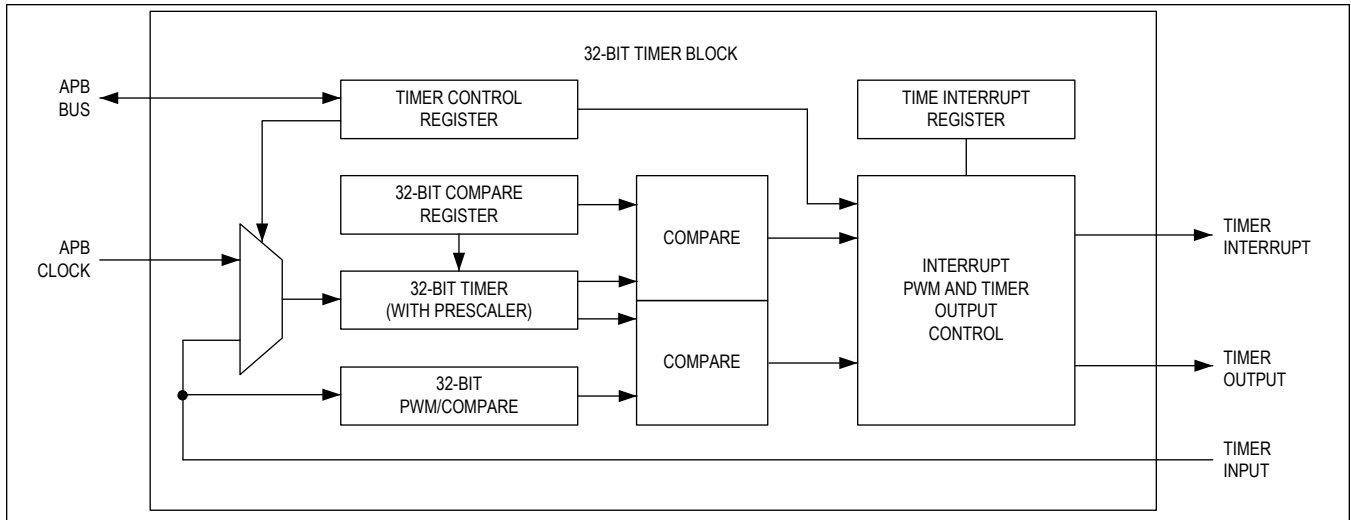 32-BIT TIMER BLOCK
APB
BUS
TIMER CONTROL
REGISTER
TIME INTERRUPT
REGISTER
32-BIT COMPARE
REGISTER
COMPARE
APB
CLOCK
32-BIT TIMER
(WITH PRESCALER)
INTERRUPT
PWM AND TIMER
OUTPUT
CONTROL
TIMER
INTERRUPT
COMPARE
32-BIT
PWM/COMPARE
TIMER
OUTPUT
TIMER
INPUT